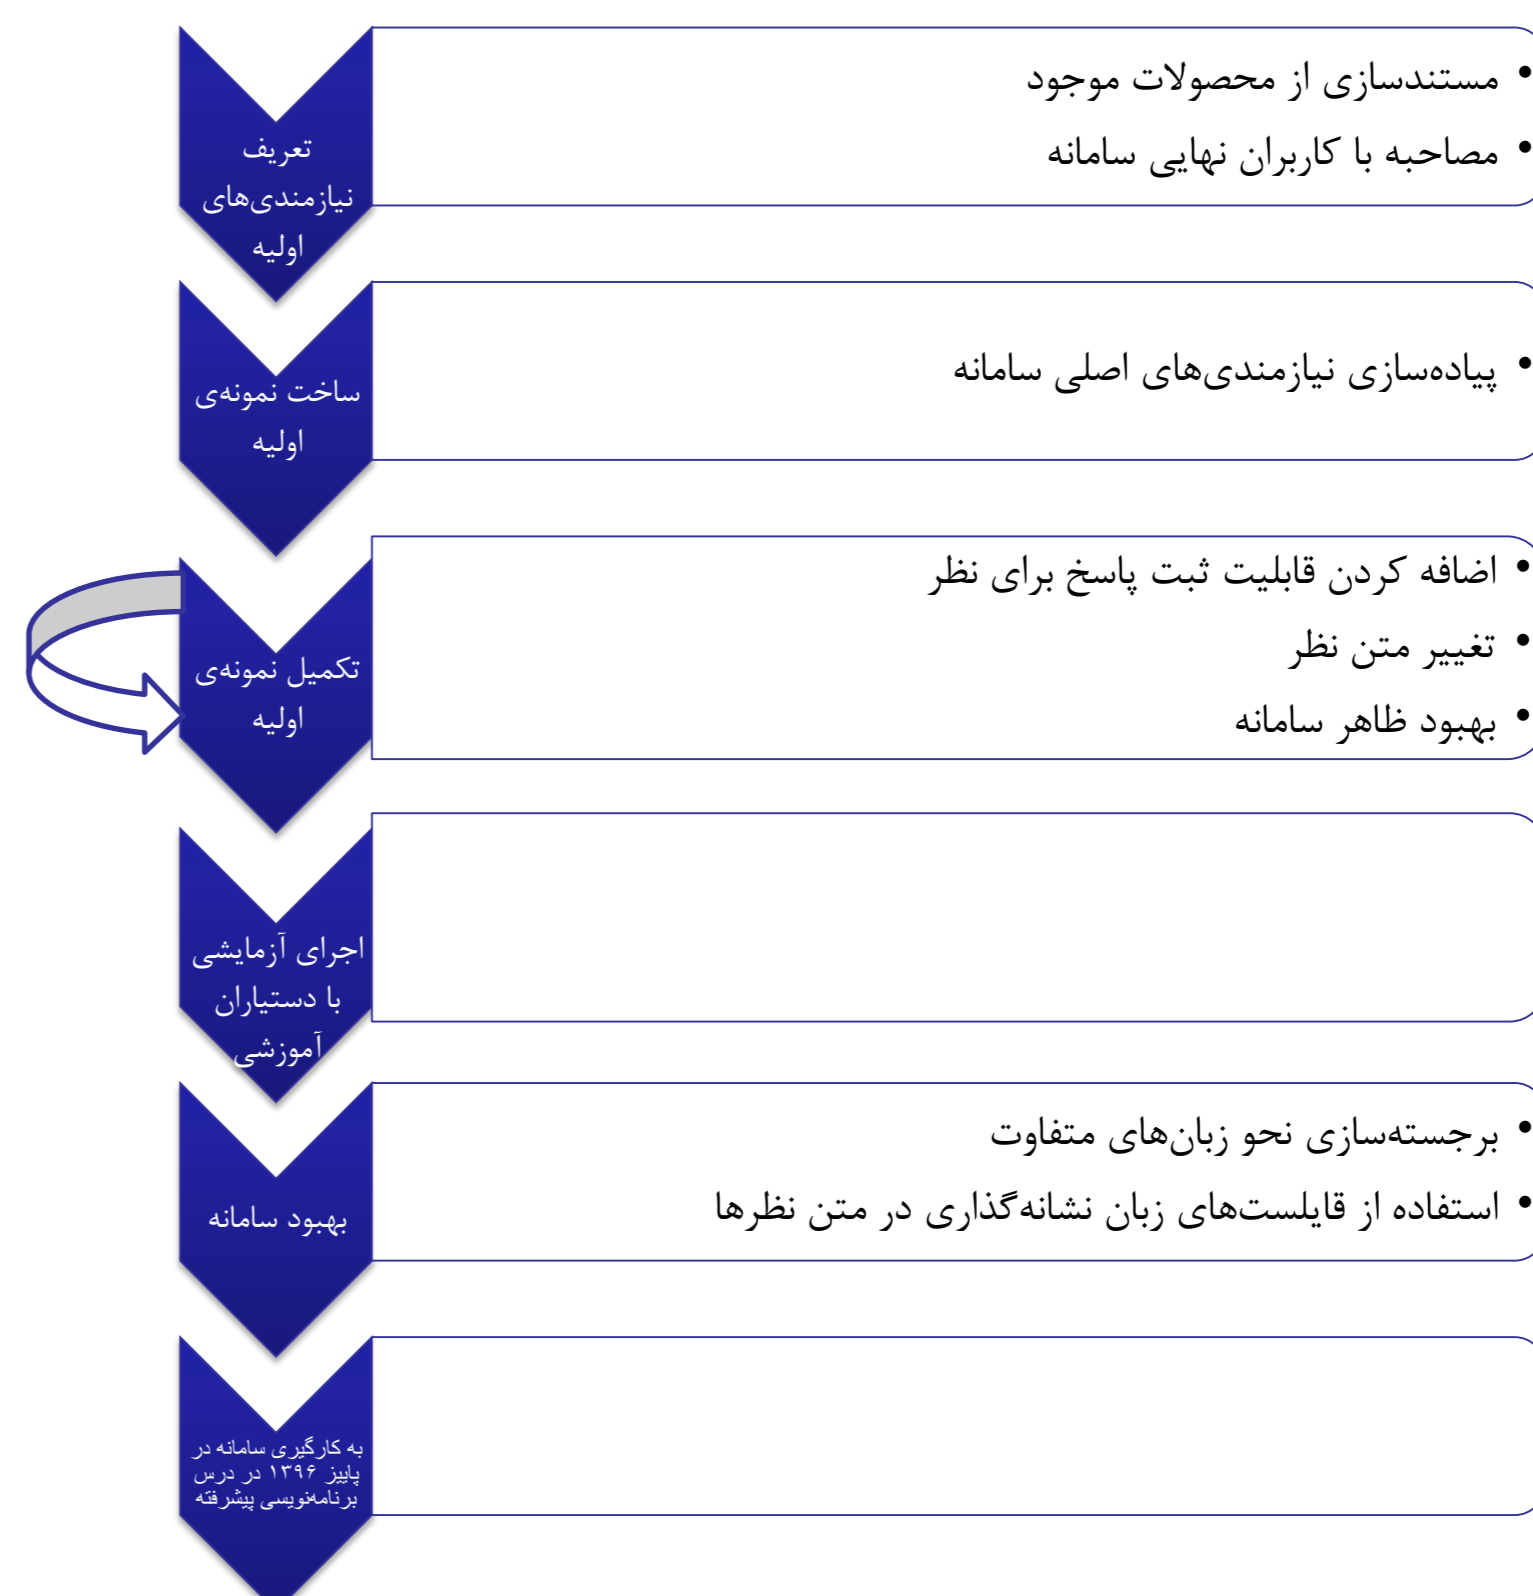 تعریف
نیازمندی‌های
اولیه
• مستندسازی از محصولات موجود
• مصاحبه با کاربران نهایی سامانه
ساخت نمونه‌ی
اولیه
• پیاده‌سازی نیازمندی‌های اصلی سامانه
تکمیل نمونه‌ی
اولیه
• اضافه کردن قابلیت ثبت پاسخ برای نظر
• تغییر متن نظر
• بهبود ظاهر سامانه
اجرای آزمایشی
با دستیاران
آموزشی
بهبود سامانه
• برجسته‌سازی نحو زبان‌های متفاوت
• استفاده از قایلست‌های زبان نشانه‌گذاری در متن نظرها
به کارگیری سامانه در
پاییز ۱۳۹۶ در درس
برنامه‌نویسی پیشرفته